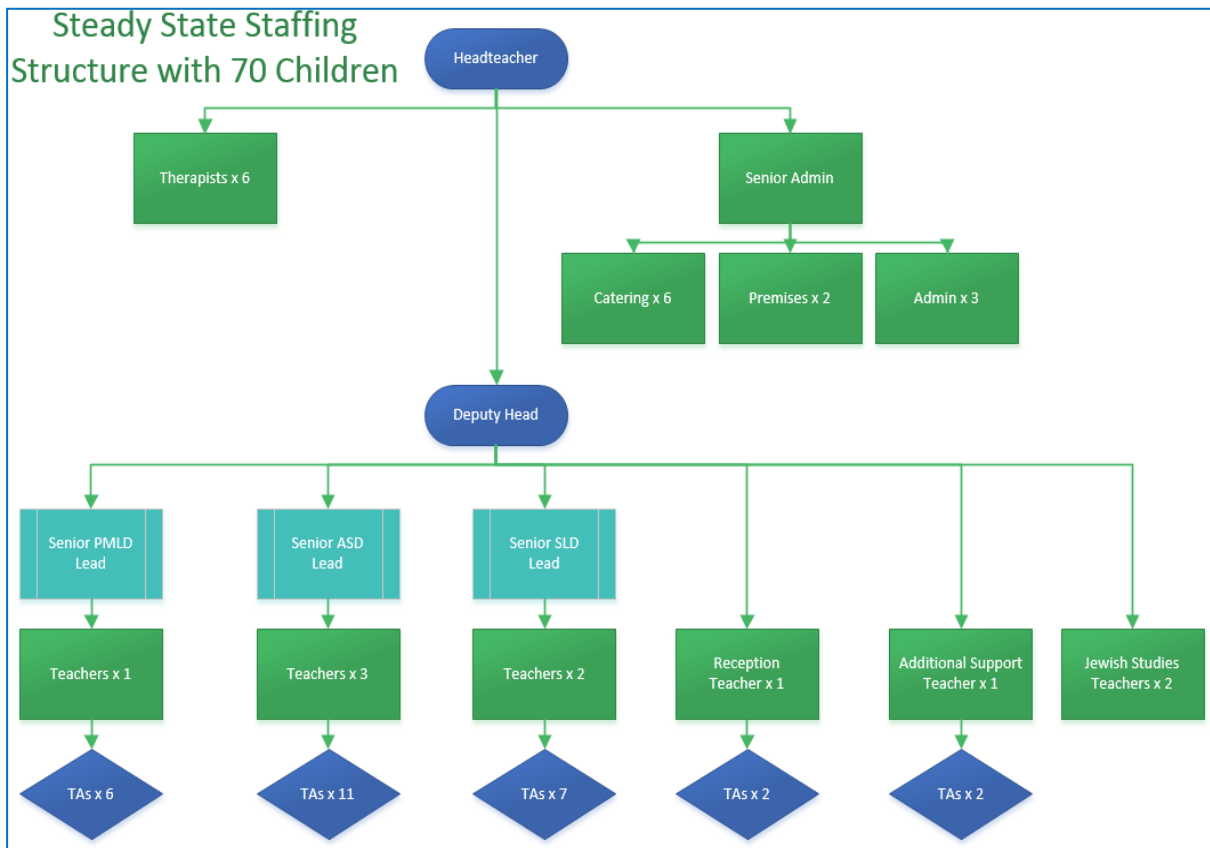 Steady State Staffing
Structure with 70 Children
Headteacher
Therapists x 6
Senior Admin
Catering x 6
Premises x 2
Admin x 3
Deputy Head
Senior PMLD
Lead
Senior ASD
Lead
Senior SLD
Lead
Teachers x 1
Teachers x 3
Teachers x 2
Reception
Teacher x 1
Additional Support
Teacher x 1
Jewish Studies
Teachers x 2
TAs x 6
TAs x 11
TAs x 7
TAs x 2
TAs x 2